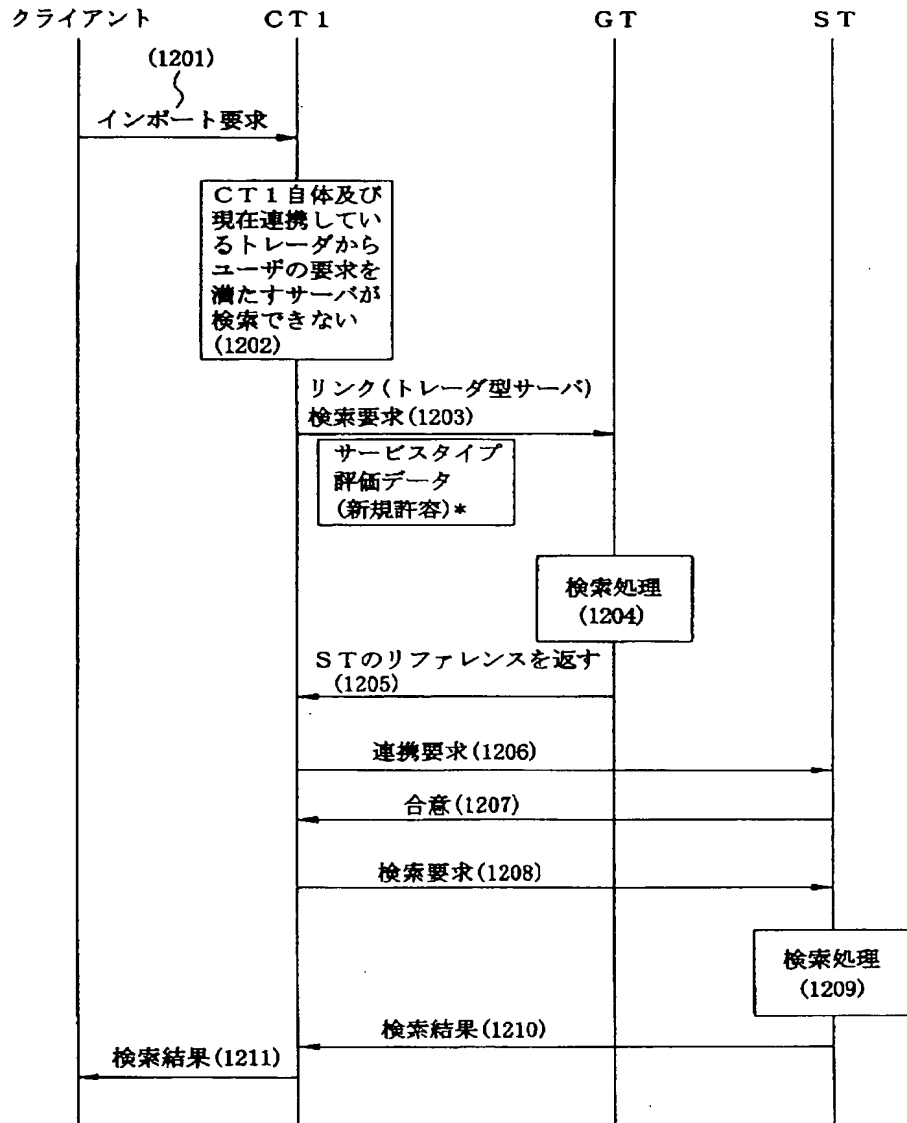 クライアント
CT1
GT
ST
(1201)
インポート要求
CT1自体及び
現在連携してい
るトレーダから
ユーザの要求を
満たすサーバが
検索できない
(1202)
リンク(トレーダ型サーバ)
検索要求(1203)
サービスタイプ
評価データ
(新規許容)*
検索処理
(1204)
STのリファレンスを返す
(1205)
連携要求(1206)
合意(1207)
検索要求(1208)
検索処理
(1209)
検索結果(1210)
検索結果(1211)